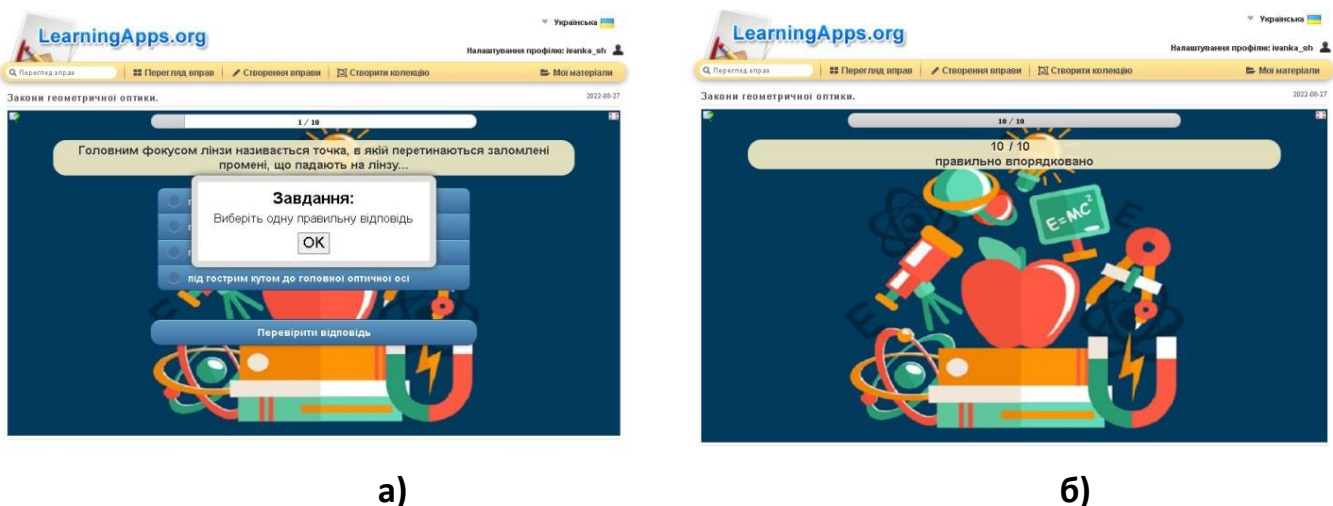 LearningApps.org
Українська
Налаштування профілю: ivanka_sh
Перегляд вправ
Перегляд вправ
Створення вправи
Створити колекцію
Мої матеріали
Закони геометричної оптики.
2022-08-27
1 / 10
Головним фокусом лінзи називається точка, в якій перетинаються заломлені
промені, що падають на лінзу...
Завдання:
Виберіть одну правильну відповідь
OK
під гострим кутом до головної оптичної осі
Перевірити відповідь
а)
LearningApps.org
Українська
Налаштування профілю: ivanka_sh
Перегляд вправ
Перегляд вправ
Створення вправи
Створити колекцію
Мої матеріали
Закони геометричної оптики.
2022-08-27
10 / 10
10 / 10
правильно впорядковано
E=MC²
E
E
б)